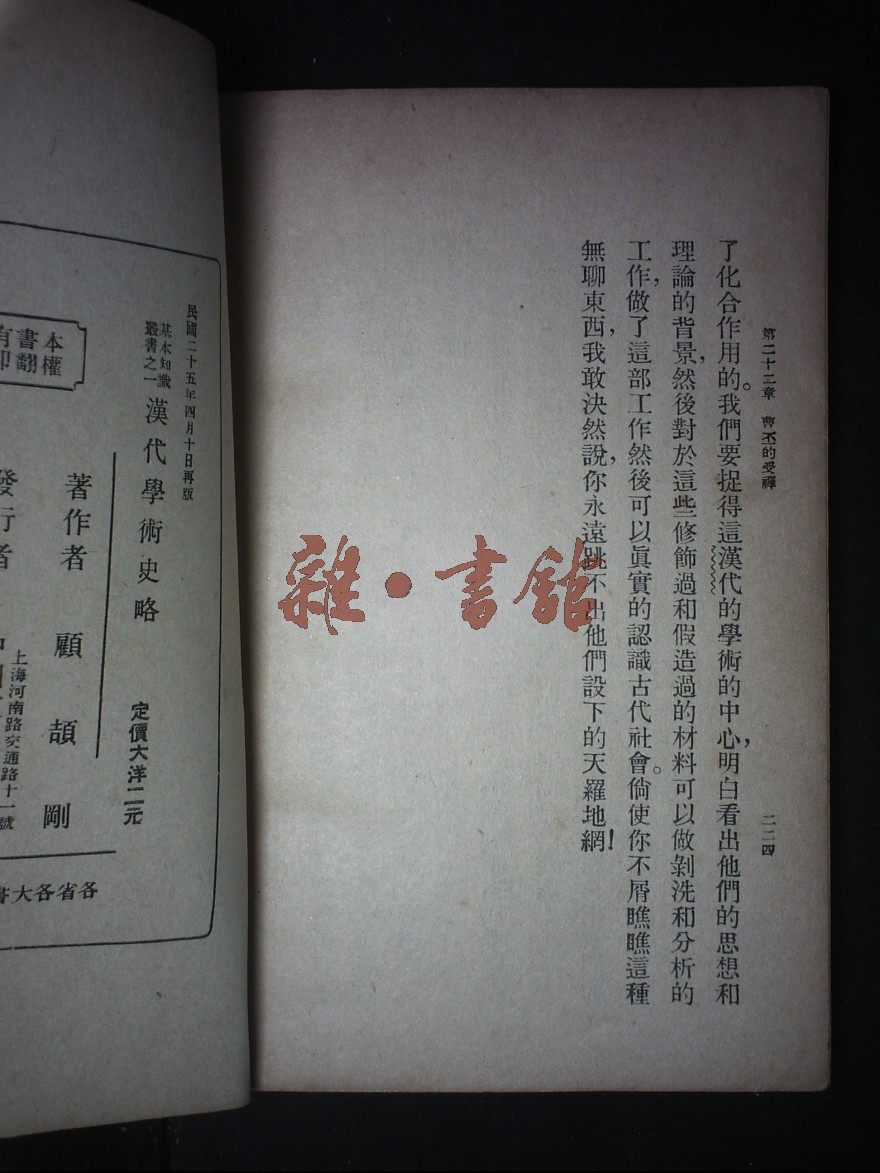 第二十二章　曹丕的受禪
二二四
了化合作用的。我們要捉得這漢代的學術的中心，明白看出他們的思想和
理論的背景，然後對於這些修飾過和假造過的材料可以做剝洗和分析的
工作，做了這部工作然後可以眞實的認識古代社會。倘使你不屑瞧瞧這種
無聊東西，我敢決然說，你永遠跳不出他們設下的天羅地網！
雜·書館
民國二十五年四月十日再版
基本知識
叢書之一
漢代學術史略
定價大洋二元
著作者　顧頡剛
發行者
上海河南路交通路十一號
各省各大書
本書有
權翻印